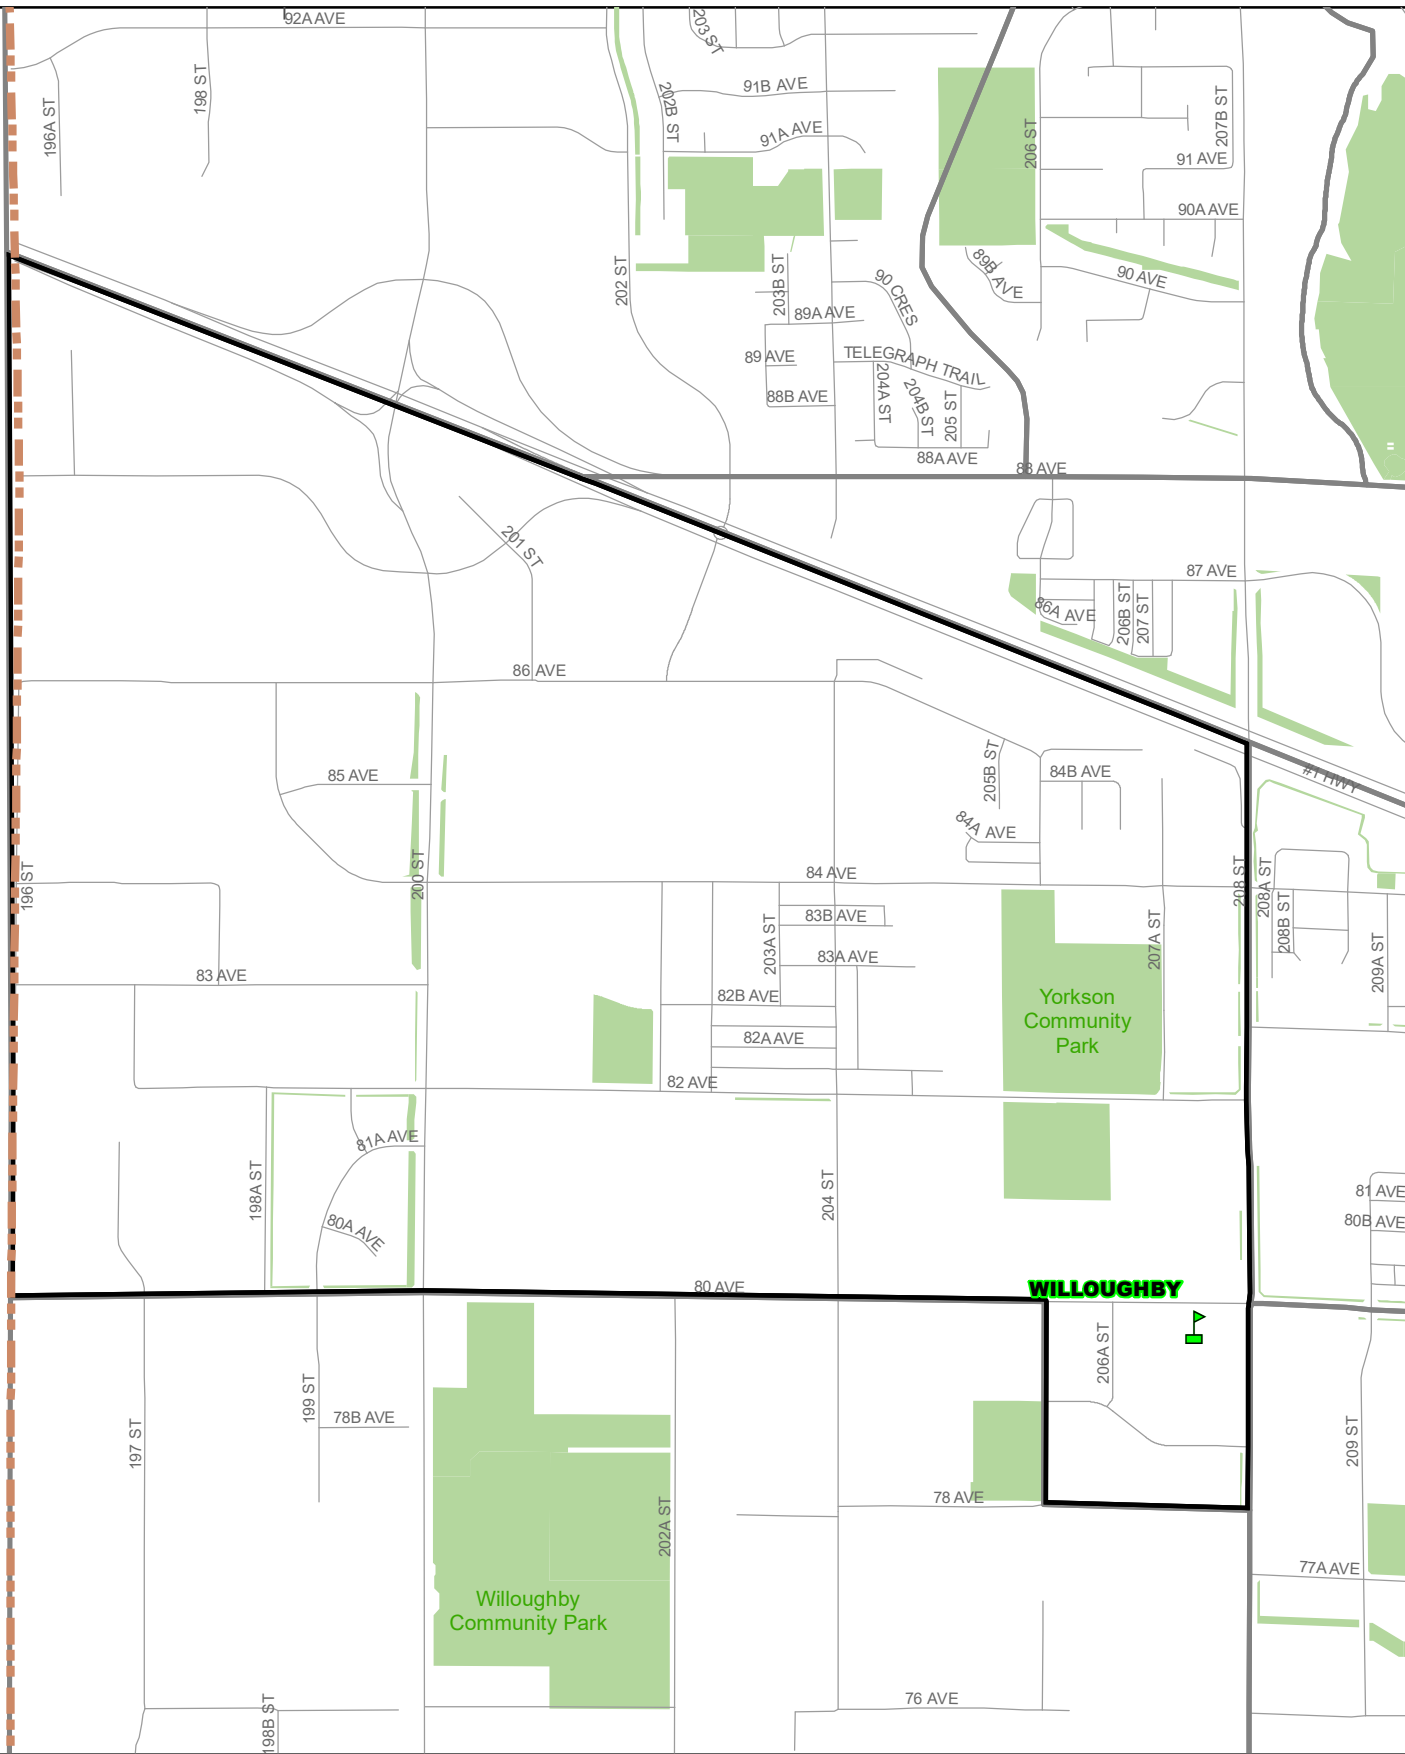 92A AVE
203 ST
198 ST
196A ST
202B ST
91B AVE
91A AVE
206 ST
207B ST
91 AVE
90A AVE
202 ST
203B ST
90 CRES
89B AVE
90 AVE
89A AVE
89 AVE
TELEGRAPH TRAIL
88B AVE
204A ST
204B ST
205 ST
88A AVE
88 AVE
201 ST
87 AVE
86A AVE
206B ST
207 ST
86 AVE
85 AVE
205B ST
84B AVE
#1 HWY
84A AVE
84 AVE
196 ST
200 ST
208 ST
208A ST
208B ST
83B AVE
203A ST
83A AVE
207A ST
209A ST
83 AVE
82B AVE
Yorkson
Community
Park
82A AVE
82 AVE
81A AVE
198A ST
204 ST
81 AVE
80A AVE
80B AVE
80 AVE
WILLOUGHBY
206A ST
199 ST
78B AVE
197 ST
209 ST
78 AVE
202A ST
77A AVE
Willoughby
Community Park
76 AVE
198B ST